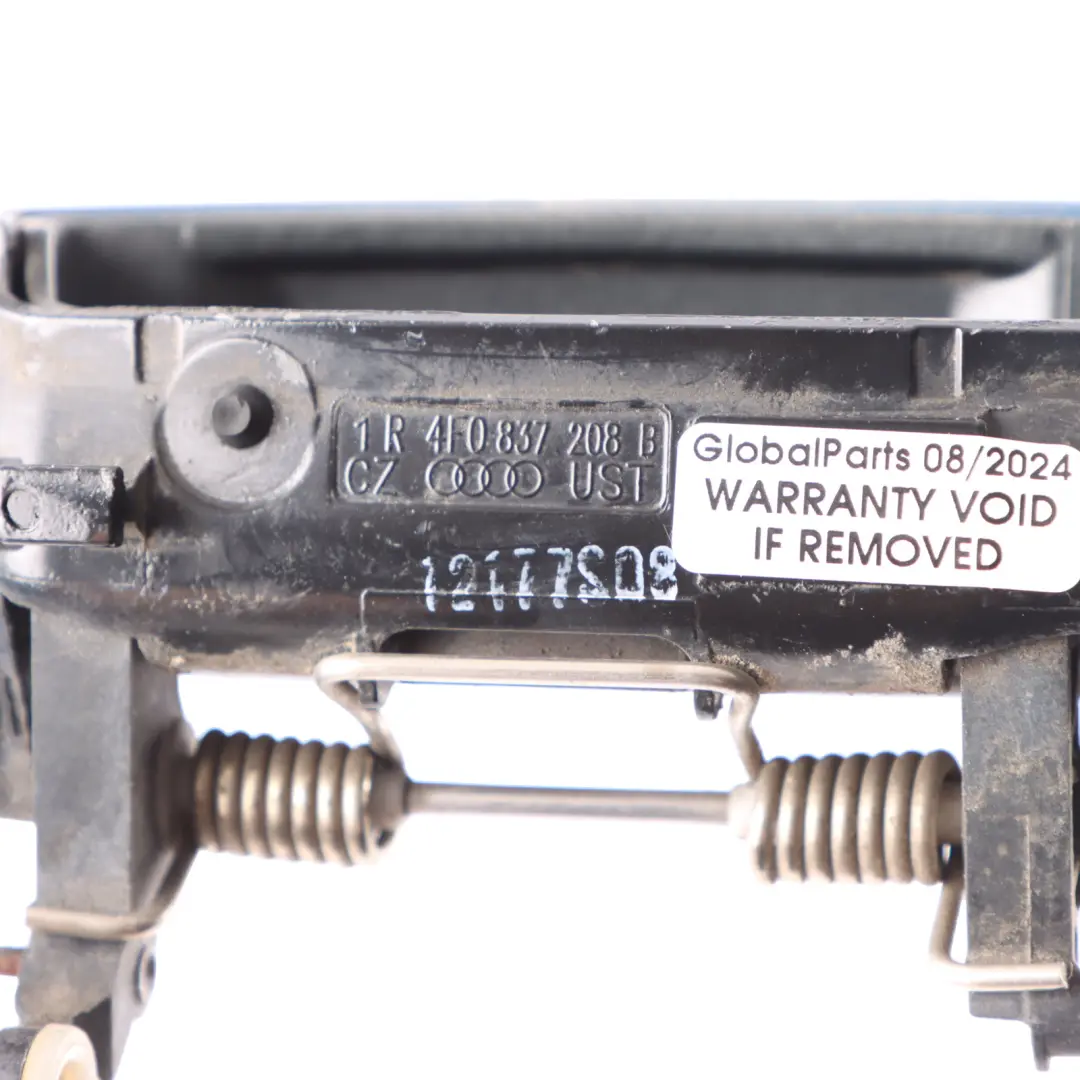 1 R 4F0 837 208 B
CZ UST
GlobalParts 08/2024
WARRANTY VOID
IF REMOVED
12177S08